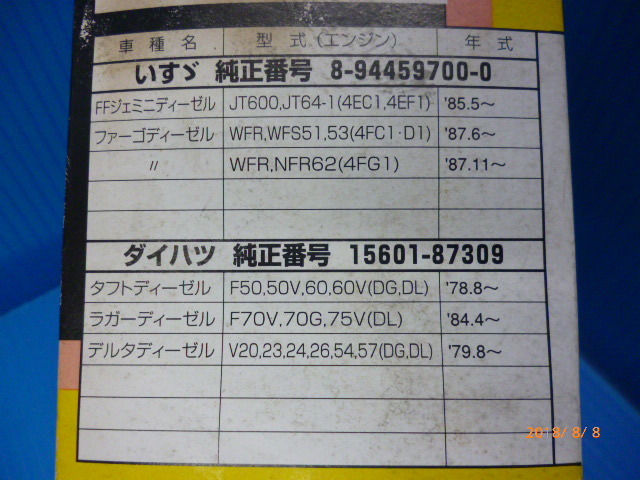 車種名 型式(エンジン) 年式
いすゞ 純正番号 8-94459700-0
FFジェミニディーゼル JT600,JT64-1(4EC1,4EF1) '85.5～
ファーゴディーゼル WFR,WFS51,53(4FC1·D1) '87.6～
〃 WFR,NFR62(4FG1) '87.11～
ダイハツ 純正番号 15601-87309
タフトディーゼル F50,50V,60,60V(DG,DL) '78.8～
ラガーディーゼル F70V,70G,75V(DL) '84.4～
デルタディーゼル V20,23,24,26,54,57(DG,DL) '79.8～
2018/ 8/ 8